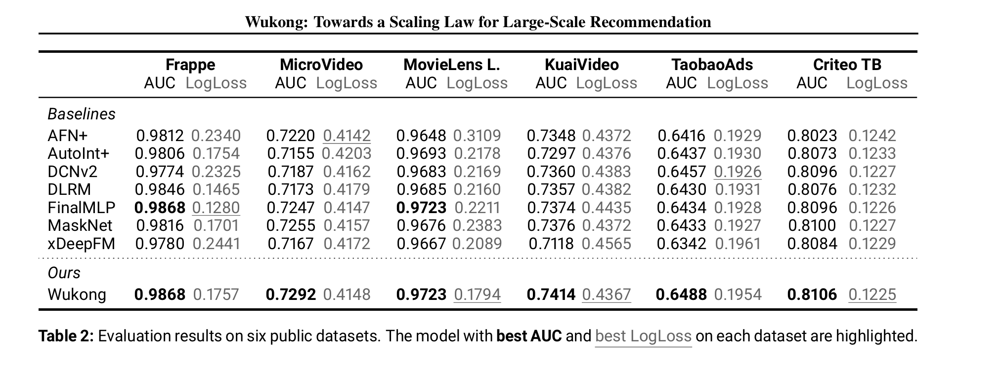 Wukong: Towards a Scaling Law for Large-Scale Recommendation
Frappe MicroVideo MovieLens L. KuaiVideo TaobaoAds Criteo TB
AUC LogLoss AUC LogLoss AUC LogLoss AUC LogLoss AUC LogLoss AUC LogLoss
Baselines
AFN+ 0.9812 0.2340 0.7220 0.4142 0.9648 0.3109 0.7348 0.4372 0.6416 0.1929 0.8023 0.1242
AutoInt+ 0.9806 0.1754 0.7155 0.4203 0.9693 0.2178 0.7297 0.4376 0.6437 0.1930 0.8073 0.1233
DCNv2 0.9774 0.2325 0.7187 0.4162 0.9683 0.2169 0.7360 0.4383 0.6457 0.1926 0.8096 0.1227
DLRM 0.9846 0.1465 0.7173 0.4179 0.9685 0.2160 0.7357 0.4382 0.6430 0.1931 0.8076 0.1232
FinalMLP 0.9868 0.1280 0.7247 0.4147 0.9723 0.2211 0.7374 0.4435 0.6434 0.1928 0.8096 0.1226
MaskNet 0.9816 0.1701 0.7255 0.4157 0.9676 0.2383 0.7376 0.4372 0.6433 0.1927 0.8100 0.1227
xDeepFM 0.9780 0.2441 0.7167 0.4172 0.9667 0.2089 0.7118 0.4565 0.6342 0.1961 0.8084 0.1229
Ours
Wukong 0.9868 0.1757 0.7292 0.4148 0.9723 0.1794 0.7414 0.4367 0.6488 0.1954 0.8106 0.1225
Table 2: Evaluation results on six public datasets. The model with best AUC and best LogLoss on each dataset are highlighted.